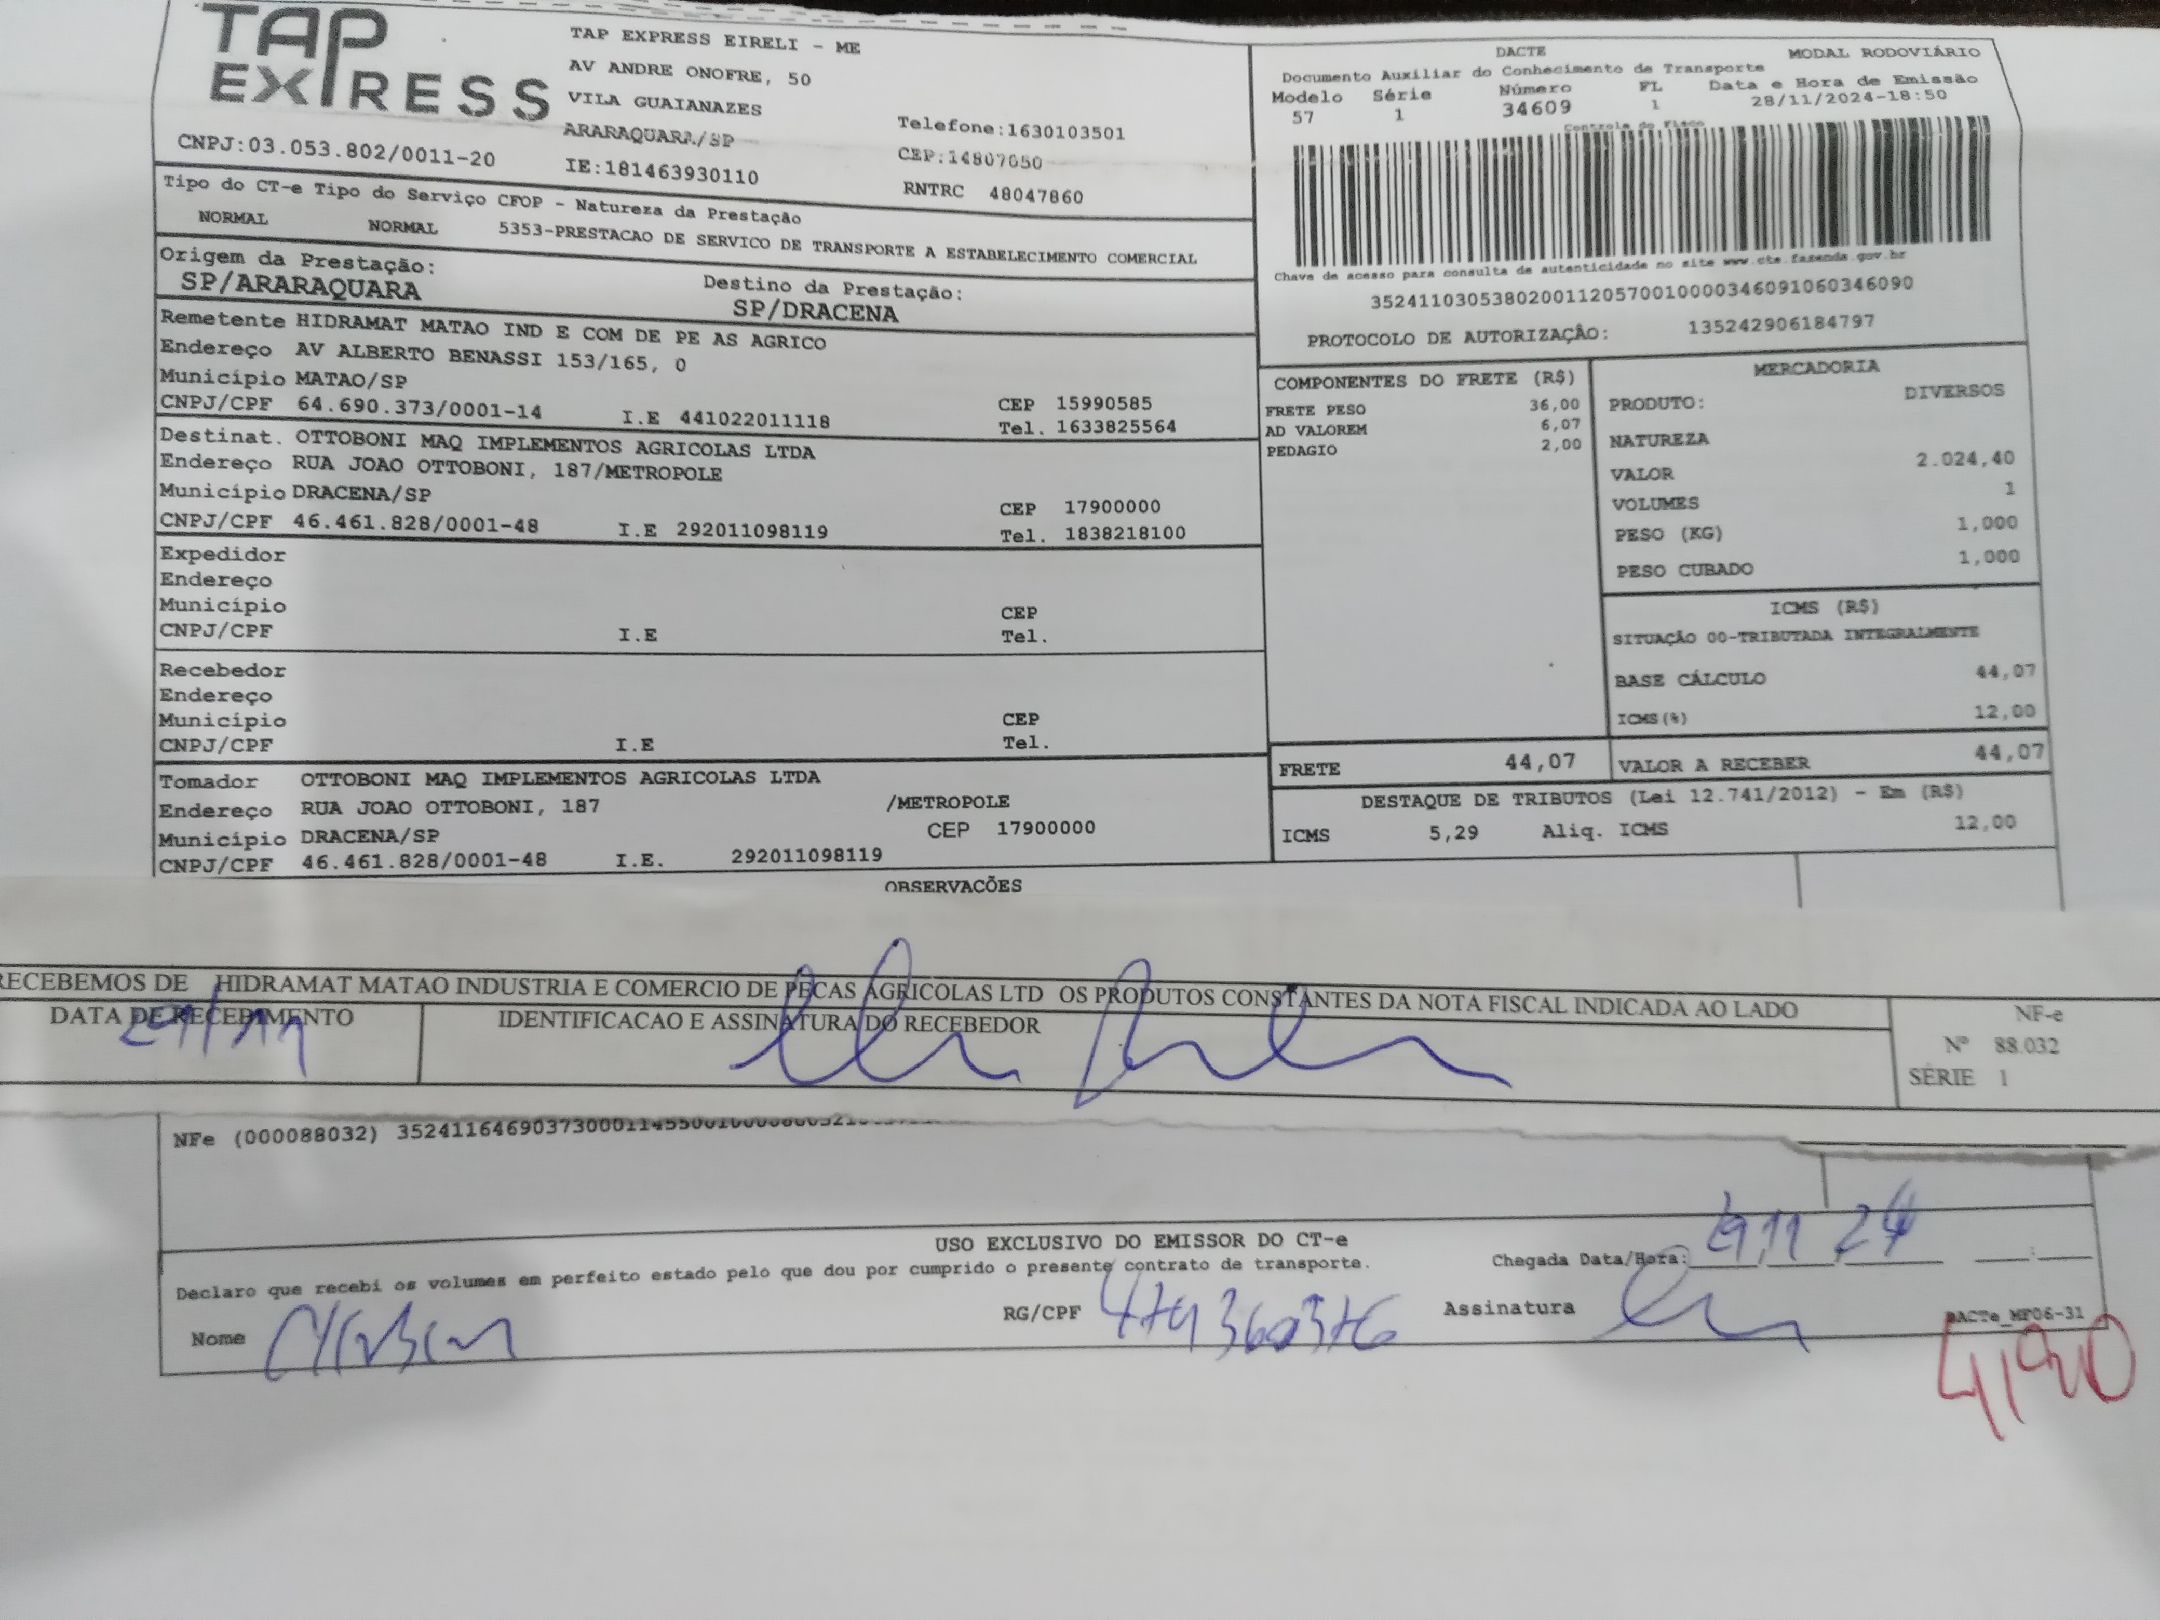 TAP EXPRESS
TAP EXPRESS EIRELI - ME
AV ANDRE ONOFRE, 50
VILA GUAIANAZES
ARARAQUARA/SP
Telefone:1630103501
CNPJ:03.053.802/0011-20
IE:181463930110
CEP:14807050
RNTRC 48047860
DACTE MODAL RODOVIÁRIO
Documento Auxiliar do Conhecimento de Transporte
Modelo Série Número FL Data e Hora de Emissão
57 1 34609 1 28/11/2024-18:50
Controle do Fisco
Chave de acesso para consulta de autenticidade no site www.cte.fazenda.gov.br
35241103053802001120570010000346091060346090
PROTOCOLO DE AUTORIZAÇÃO: 135242906184797
Tipo do CT-e Tipo do Serviço CFOP - Natureza da Prestação
NORMAL NORMAL 5353-PRESTACAO DE SERVICO DE TRANSPORTE A ESTABELECIMENTO COMERCIAL
Origem da Prestação: Destino da Prestação:
SP/ARARAQUARA SP/DRACENA
Remetente HIDRAMAT MATAO IND E COM DE PE AS AGRICO
Endereço AV ALBERTO BENASSI 153/165, 0
Município MATAO/SP CEP 15990585
CNPJ/CPF 64.690.373/0001-14 I.E 441022011118 Tel. 1633825564
Destinat. OTTOBONI MAQ IMPLEMENTOS AGRICOLAS LTDA
Endereço RUA JOAO OTTOBONI, 187/METROPOLE
Município DRACENA/SP CEP 17900000
CNPJ/CPF 46.461.828/0001-48 I.E 292011098119 Tel. 1838218100
Expedidor
Endereço
Município CEP
CNPJ/CPF I.E Tel.
Recebedor
Endereço
Município CEP
CNPJ/CPF I.E Tel.
Tomador OTTOBONI MAQ IMPLEMENTOS AGRICOLAS LTDA
Endereço RUA JOAO OTTOBONI, 187 /METROPOLE
Município DRACENA/SP CEP 17900000
CNPJ/CPF 46.461.828/0001-48 I.E. 292011098119
COMPONENTES DO FRETE (R$)
FRETE PESO 36,00
AD VALOREM 6,07
PEDAGIO 2,00
MERCADORIA
PRODUTO: DIVERSOS
NATUREZA
VALOR 2.024,40
VOLUMES 1
PESO (KG) 1,000
PESO CUBADO 1,000
ICMS (R$)
SITUAÇÃO 00-TRIBUTADA INTEGRALMENTE
BASE CÁLCULO 44,07
ICMS(%) 12,00
FRETE 44,07 VALOR A RECEBER 44,07
DESTAQUE DE TRIBUTOS (Lei 12.741/2012) - Em (R$)
ICMS 5,29 Aliq. ICMS 12,00
OBSERVACÕES
RECEBEMOS DE HIDRAMAT MATAO INDUSTRIA E COMERCIO DE PECAS AGRICOLAS LTD OS PRODUTOS CONSTANTES DA NOTA FISCAL INDICADA AO LADO
DATA DE RECEBIMENTO IDENTIFICACAO E ASSINATURA DO RECEBEDOR
29/11
NF-e
Nº 88.032
SÉRIE 1
NFe (000088032)
USO EXCLUSIVO DO EMISSOR DO CT-e
Declaro que recebi os volumes em perfeito estado pelo que dou por cumprido o presente contrato de transporte.
Chegada Data/Hora: 29 11 24
Nome RG/CPF Assinatura
DACTe_MF06-31